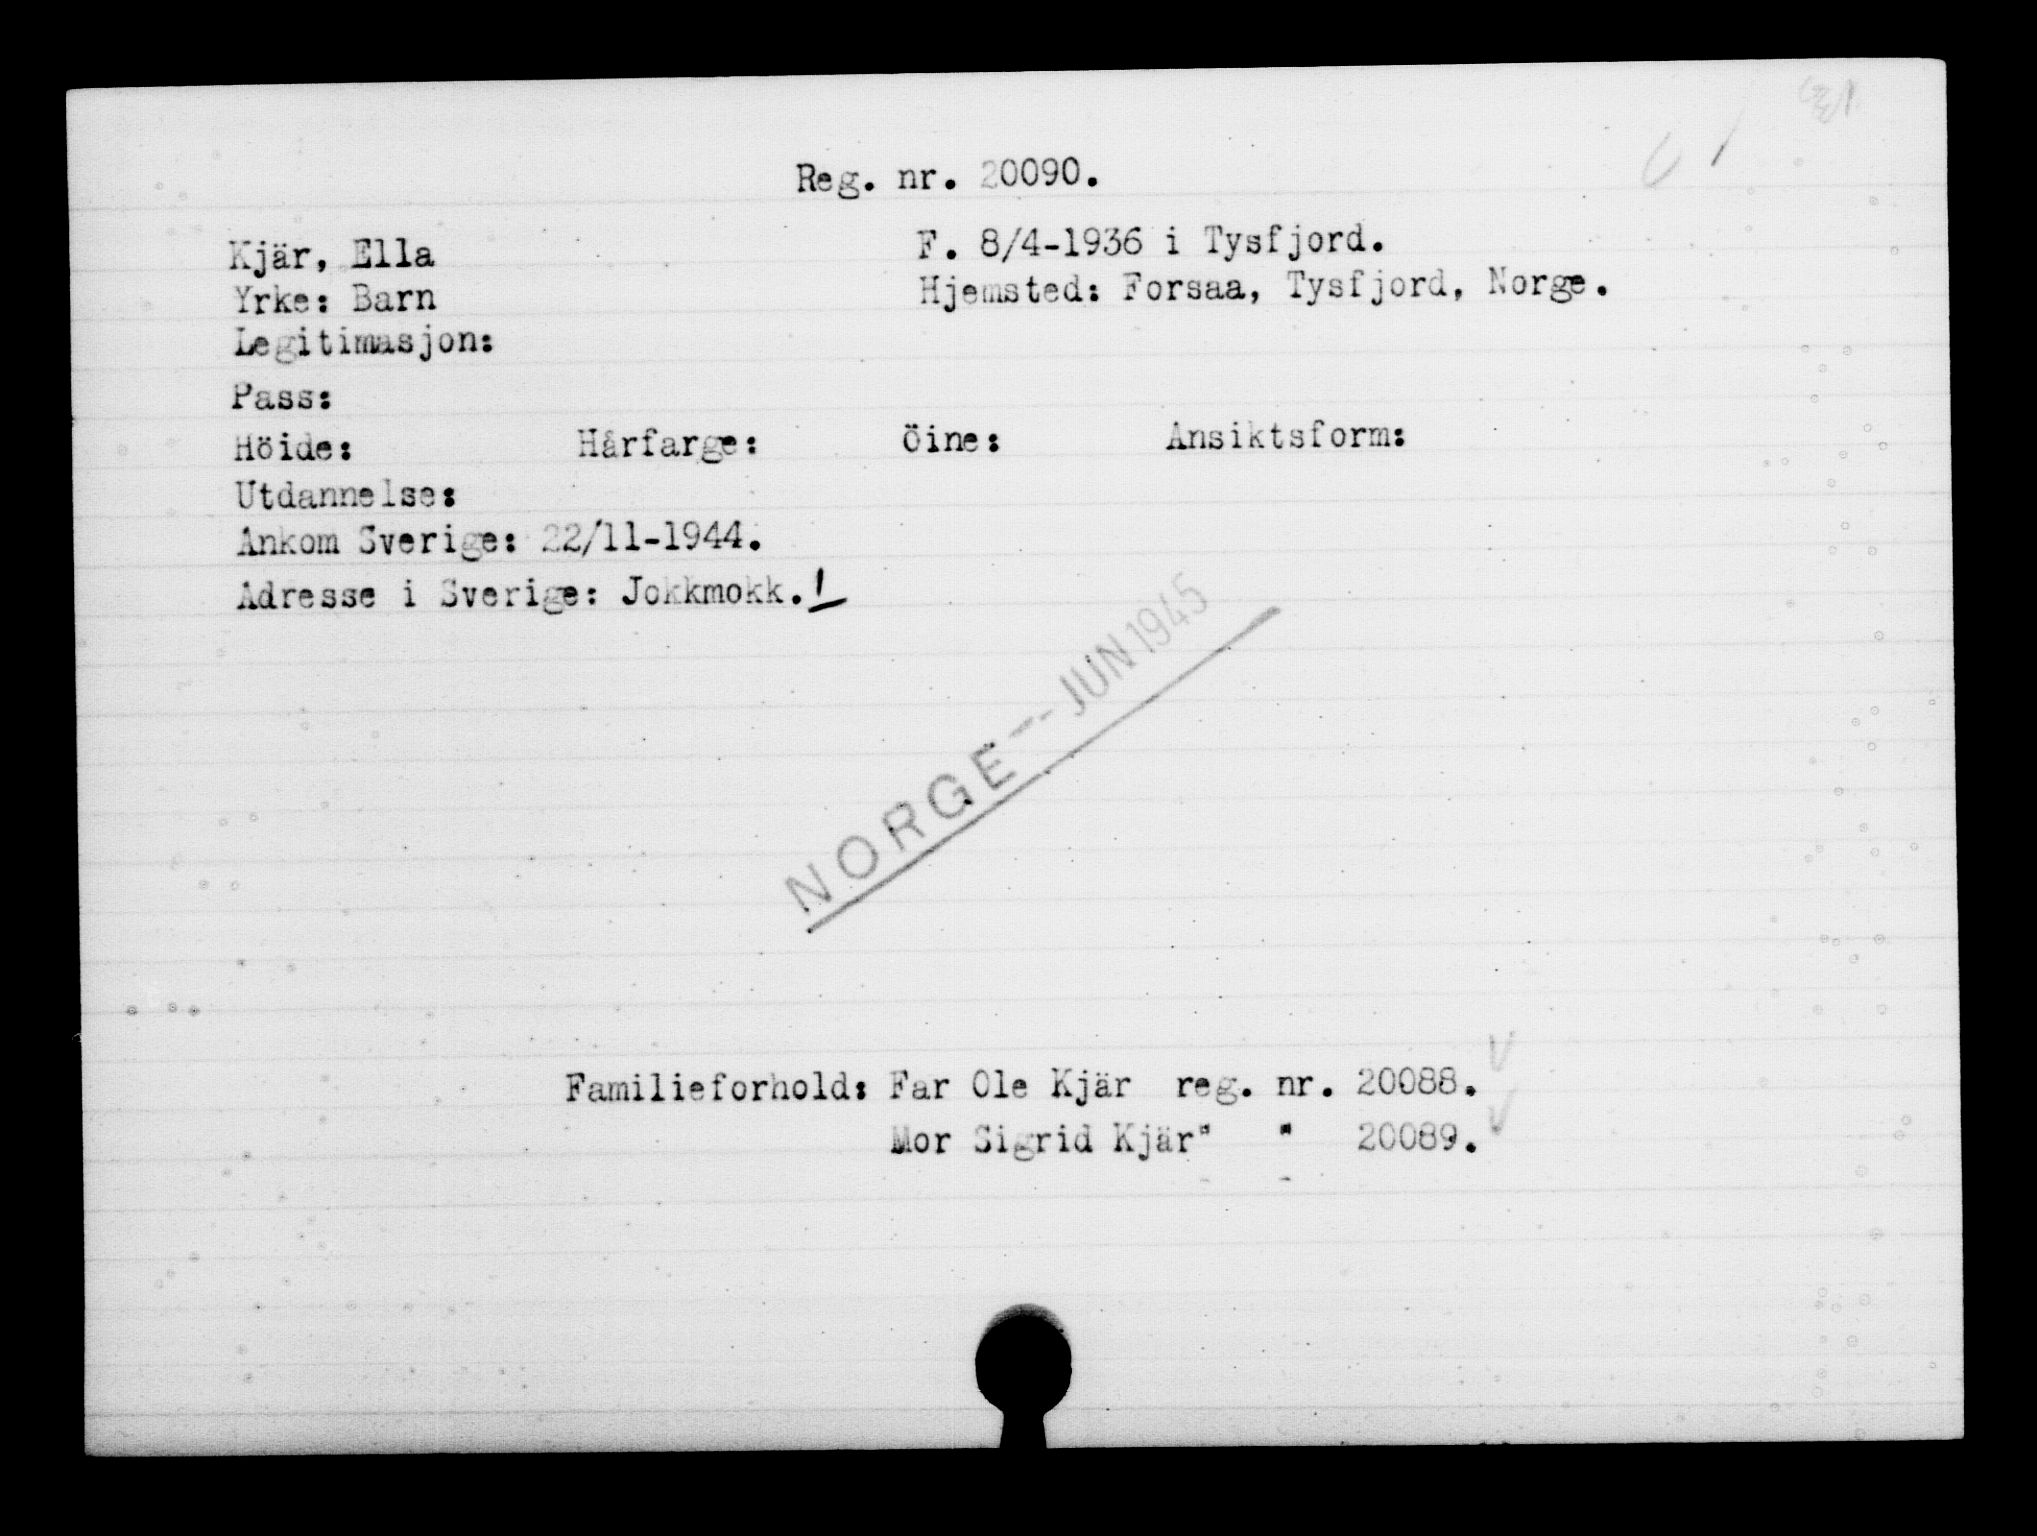 Reg. nr. 20090.
Kjär, Ella
F. 8/4-1936 i Tysfjord.
Yrke: Barn
Hjemsted: Forsaa, Tysfjord, Norge.
Legitimasjon:
Pass:
Höide: Hårfarge: Öine: Ansiktsform:
Utdannelse:
Ankom Sverige: 22/11-1944.
Adresse i Sverige: Jokkmokk.
NORGE -- JUN 1945
Familieforhold: Far Ole Kjär reg. nr. 20088.
Mor Sigrid Kjär" " 20089.